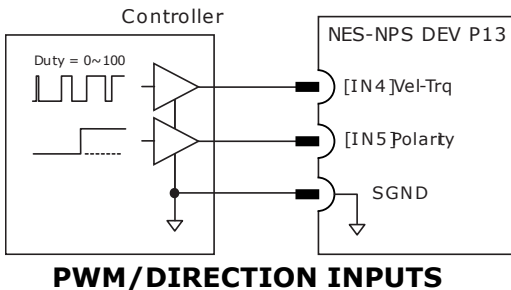 Controller
NES-NPS DEV P13
Duty = 0~100
[IN4]Vel-Trq
[IN5]Polarity
SGND
PWM/DIRECTION INPUTS